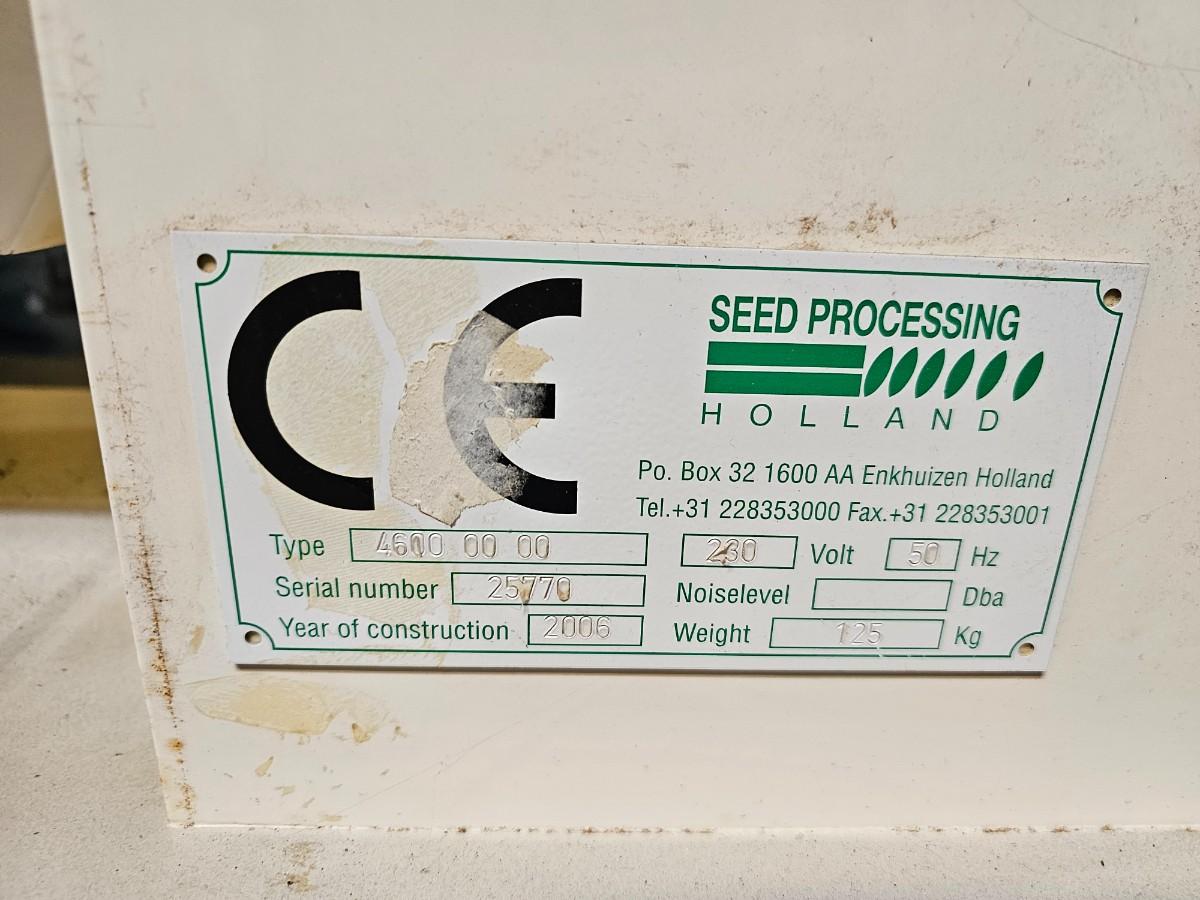 CE
SEED PROCESSING
HOLLAND
Po. Box 32 1600 AA Enkhuizen Holland
Tel.+31 228353000 Fax.+31 228353001
Type 4600 00 00 230 Volt 50 Hz
Serial number 25770 Noiselevel Dba
Year of construction 2006 Weight 125 Kg